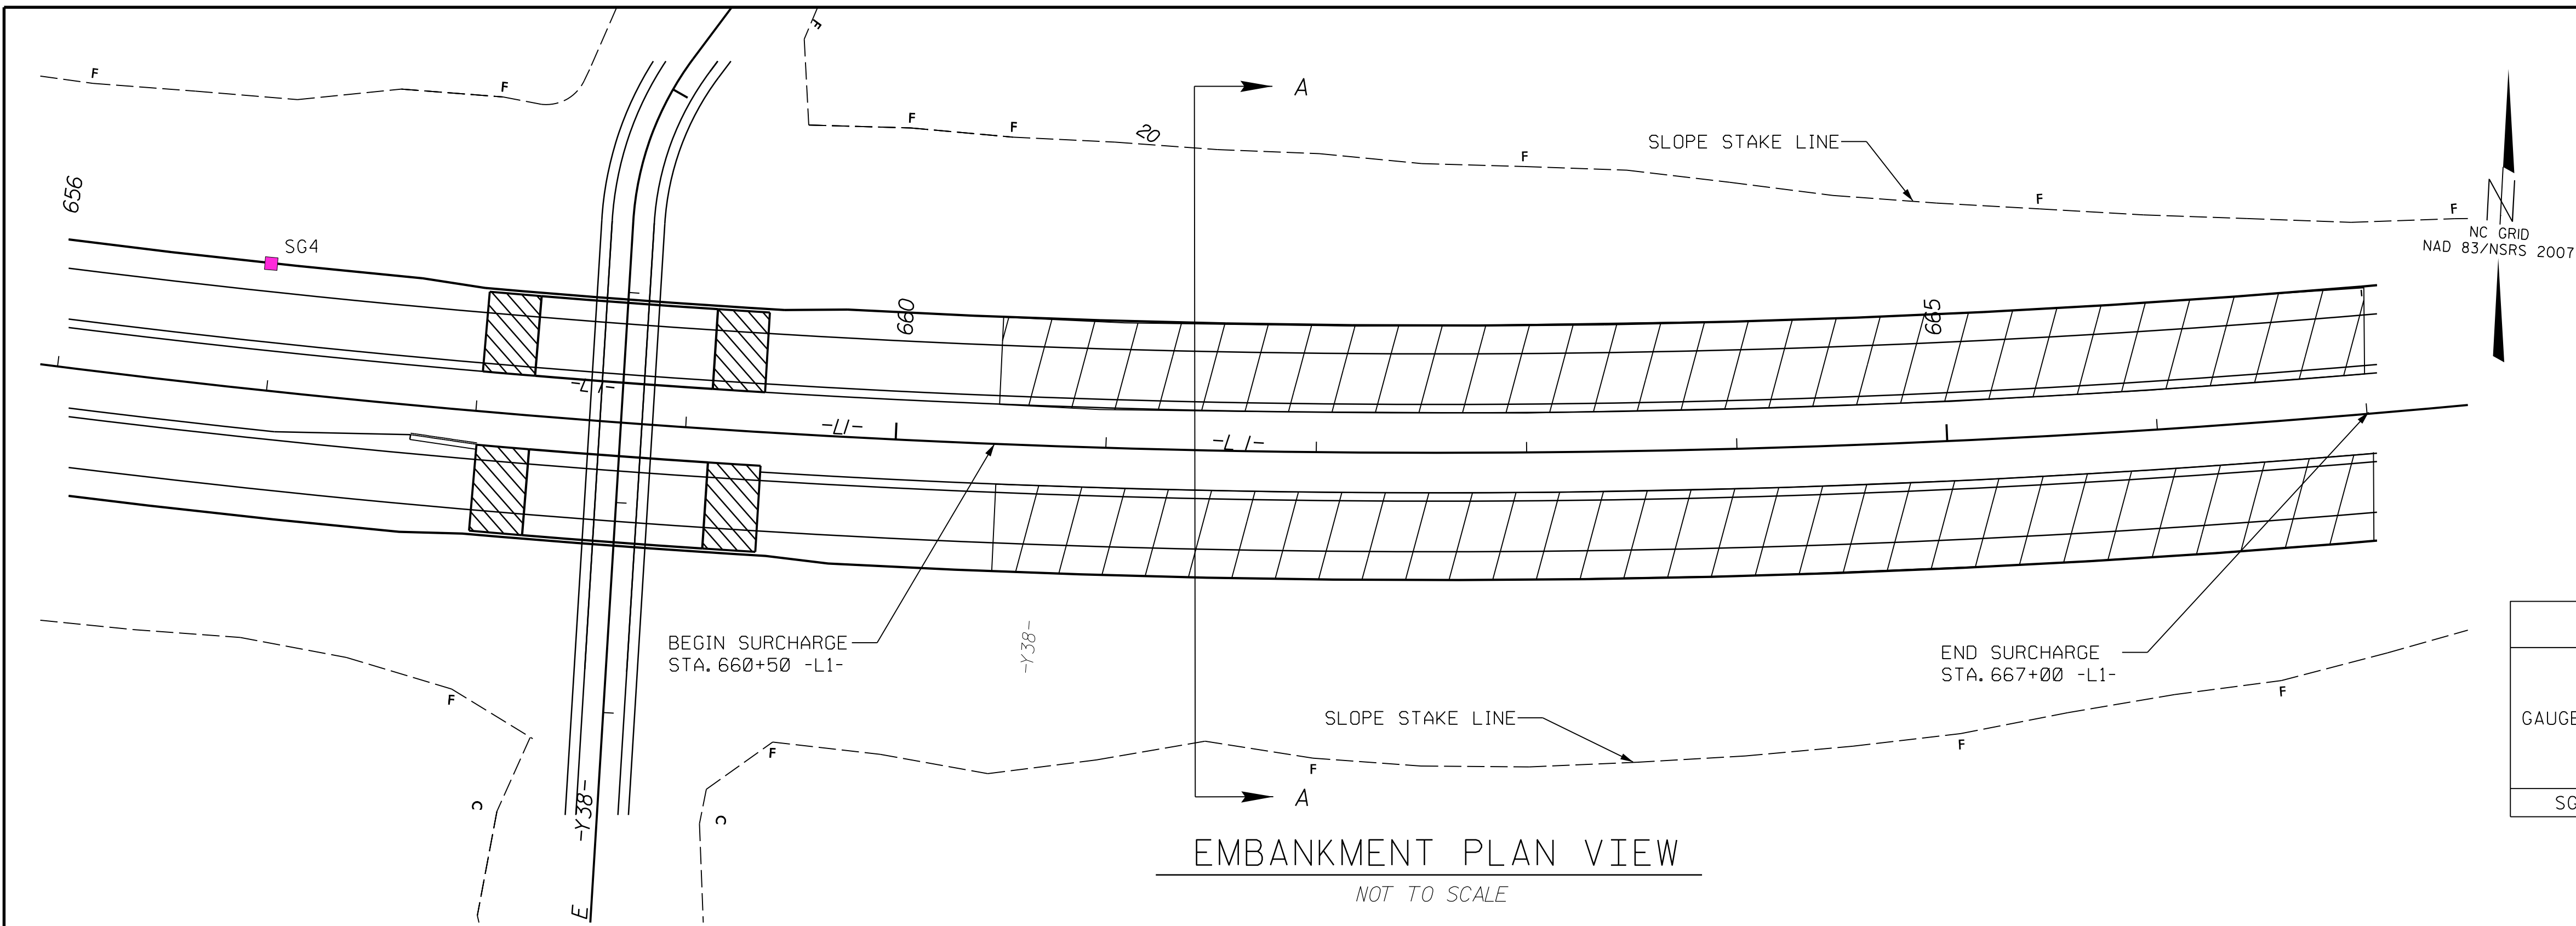 F
F
F
F
F
20
F
SLOPE STAKE LINE
F
F
A
656
SG4
660
665
N
NC GRID
NAD 83/NSRS 2007
-L1-
-L1-
-L1-
BEGIN SURCHARGE
STA. 660+50 -L1-
-Y38-
END SURCHARGE
STA. 667+00 -L1-
SLOPE STAKE LINE
F
F
F
F
F
C
C
-Y38-
A
E
GAUGE
SG
EMBANKMENT PLAN VIEW
NOT TO SCALE